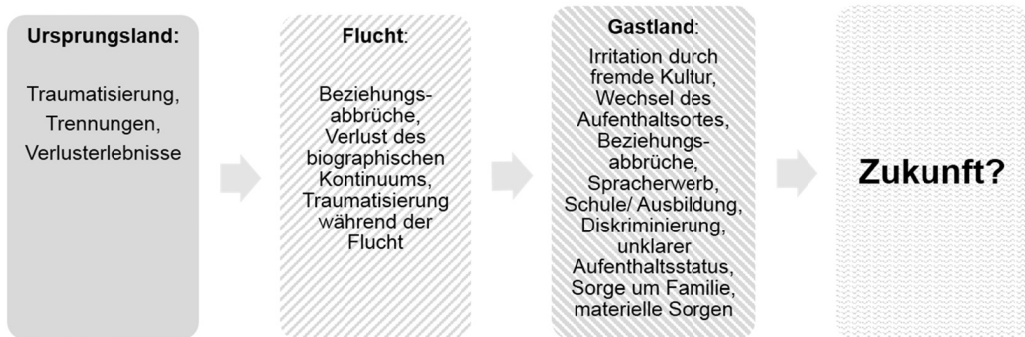 Ursprungsland:
Traumatisierung,
Trennungen,
Verlusterlebnisse
Flucht:
Beziehungs-
abbrüche,
Verlust des
biographischen
Kontinuums,
Traumatisierung
während der
Flucht
Gastland:
Irritation durch
fremde Kultur,
Wechsel des
Aufenthaltsortes,
Beziehungs-
abbrüche,
Spracherwerb,
Schule/ Ausbildung,
Diskriminierung,
unklarer
Aufenthaltsstatus,
Sorge um Familie,
materielle Sorgen
Zukunft?